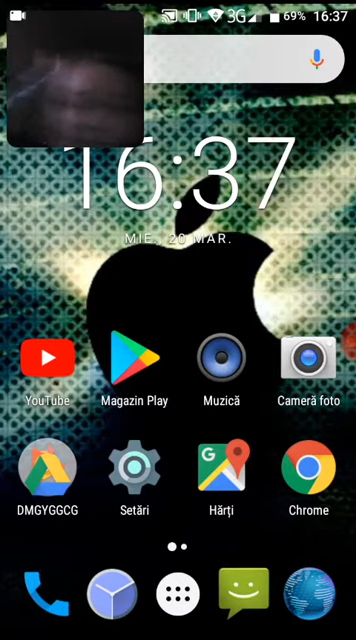 3G 69% 16:37
16:37
MIE., 20 MAR.
YouTube Magazin Play Muzică Cameră foto
G
DMGYGGCG Setări Hărți Chrome